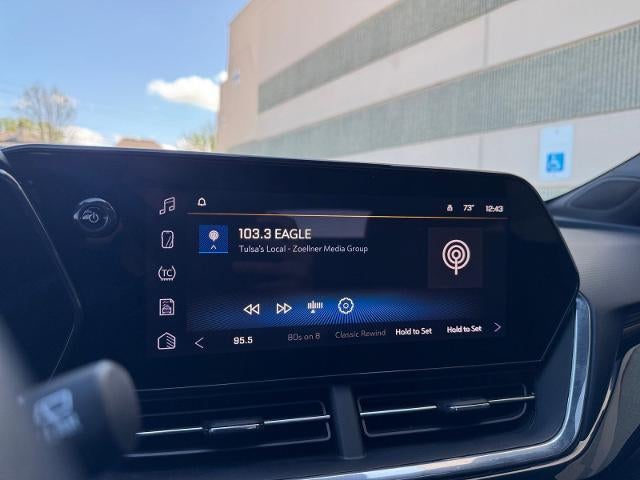 73° 12:43
103.3 EAGLE
Tulsa's Local - Zoellner Media Group
TC
95.5 80s on 8 Classic Rewind Hold to Set Hold to Set